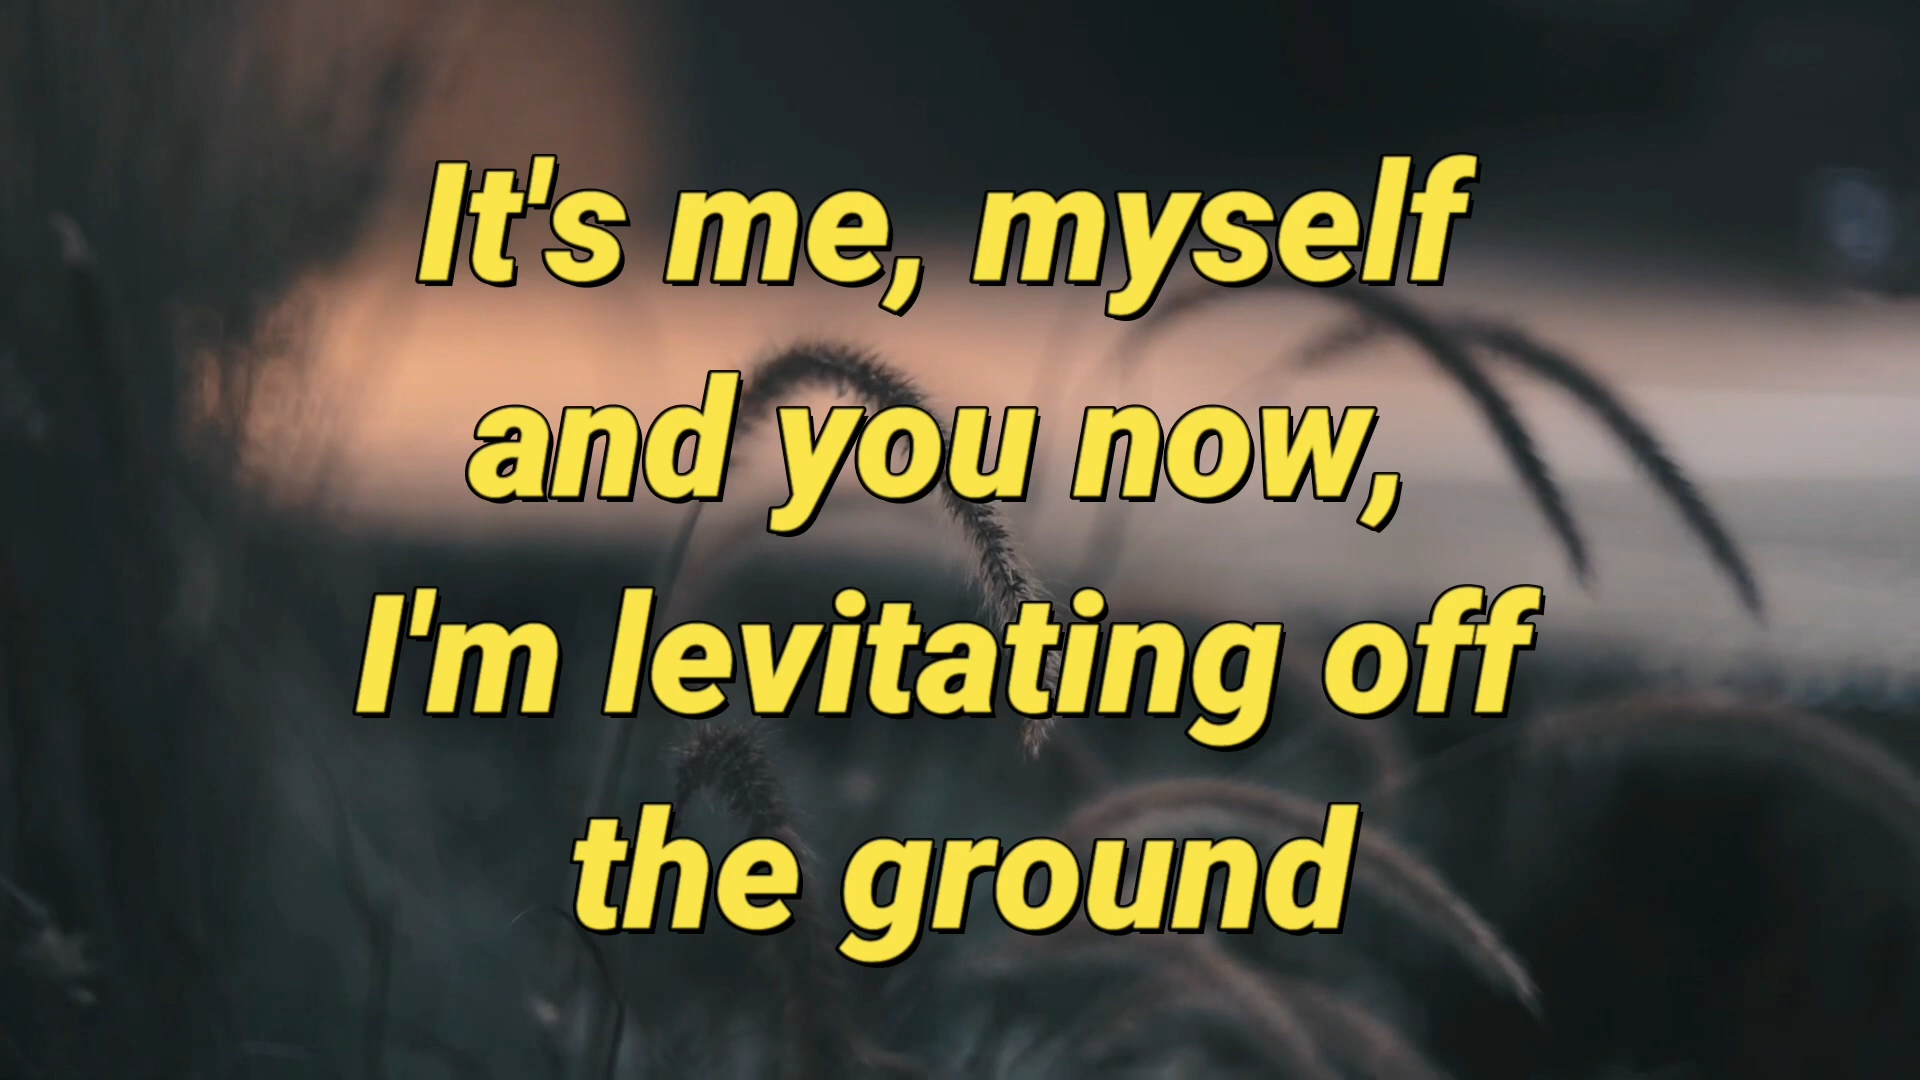 It's me, myself
and you now,
I'm levitating off
the ground